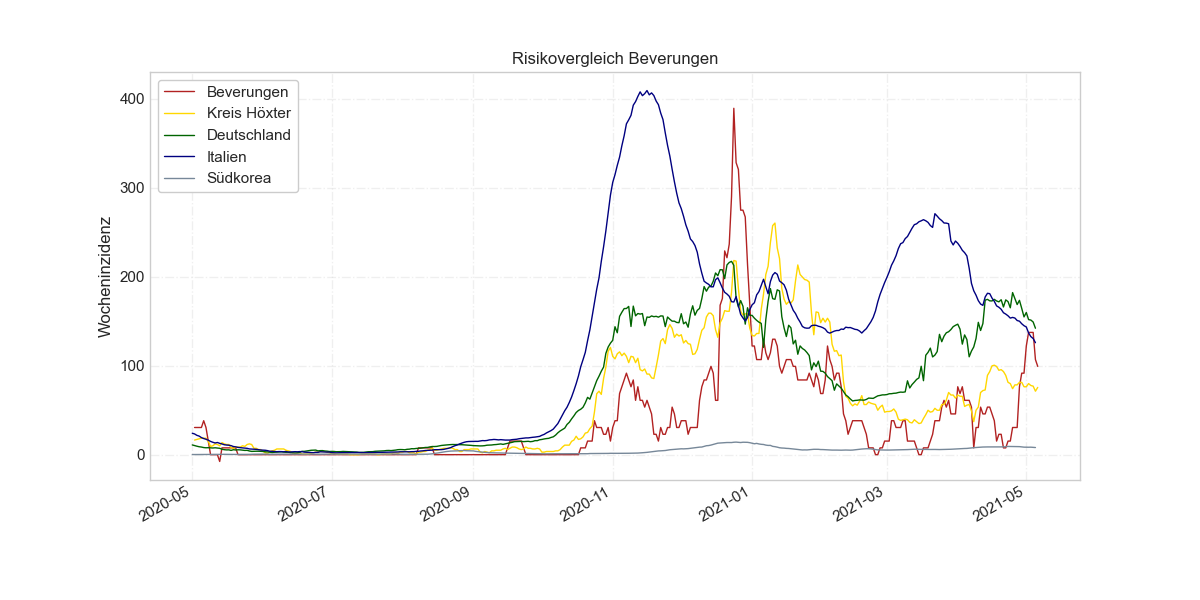 Risikovergleich Beverungen
Beverungen
Kreis Höxter
Deutschland
Italien
Südkorea
Wocheninzidenz
400
300
200
100
0
2020-05
2020-07
2020-09
2020-11
2021-01
2021-03
2021-05